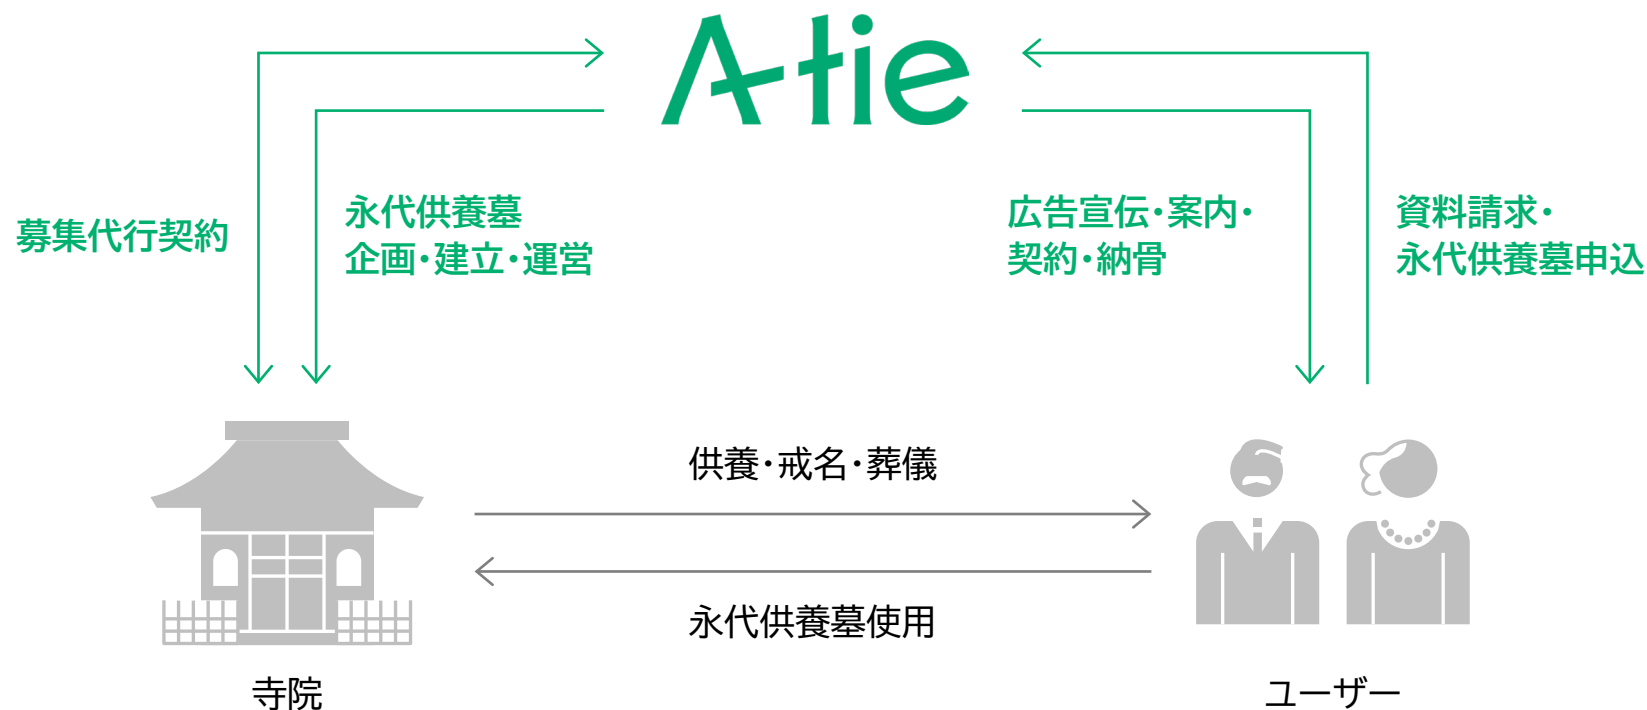 A-tie
募集代行契約
永代供養墓
企画・建立・運営
広告宣伝・案内・
契約・納骨
資料請求・
永代供養墓申込
供養・戒名・葬儀
永代供養墓使用
寺院
ユーザー